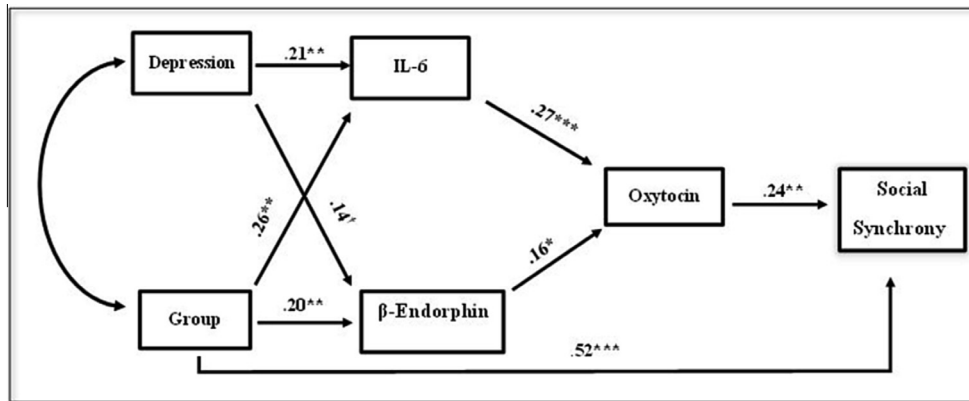 Depression
.21**
IL-6
.27***
.26**
.14†
Oxytocin
.24**
Social
Synchrony
.16*
Group
.20**
β-Endorphin
.52***